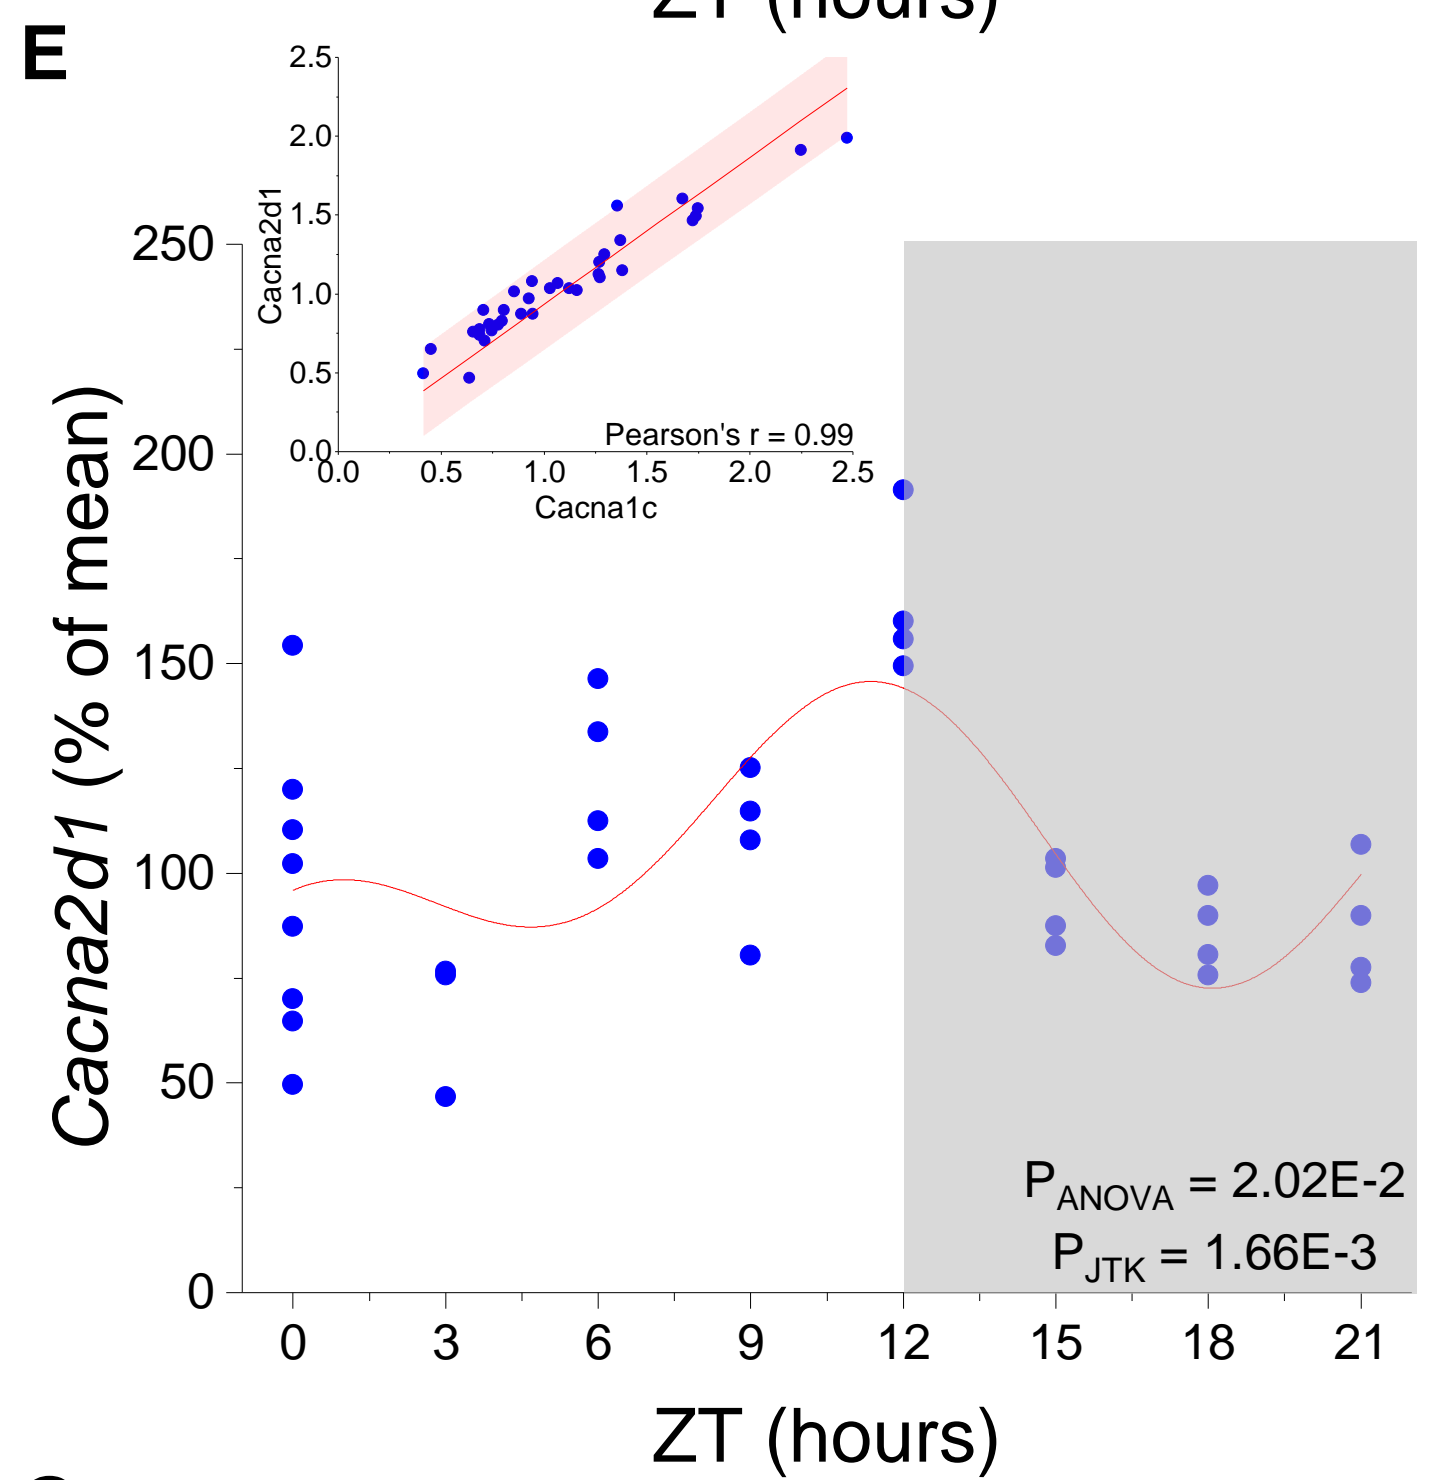 ZT (hours)
E
2.5
2.0
1.5
1.0
0.5
0.0
Cacna2d1
Pearson's r = 0.99
0.0 0.5 1.0 1.5 2.0 2.5
Cacna1c
250
200
150
100
50
0
Cacna2d1 (% of mean)
P_ANOVA = 2.02E-2
P_JTK = 1.66E-3
0 3 6 9 12 15 18 21
ZT (hours)